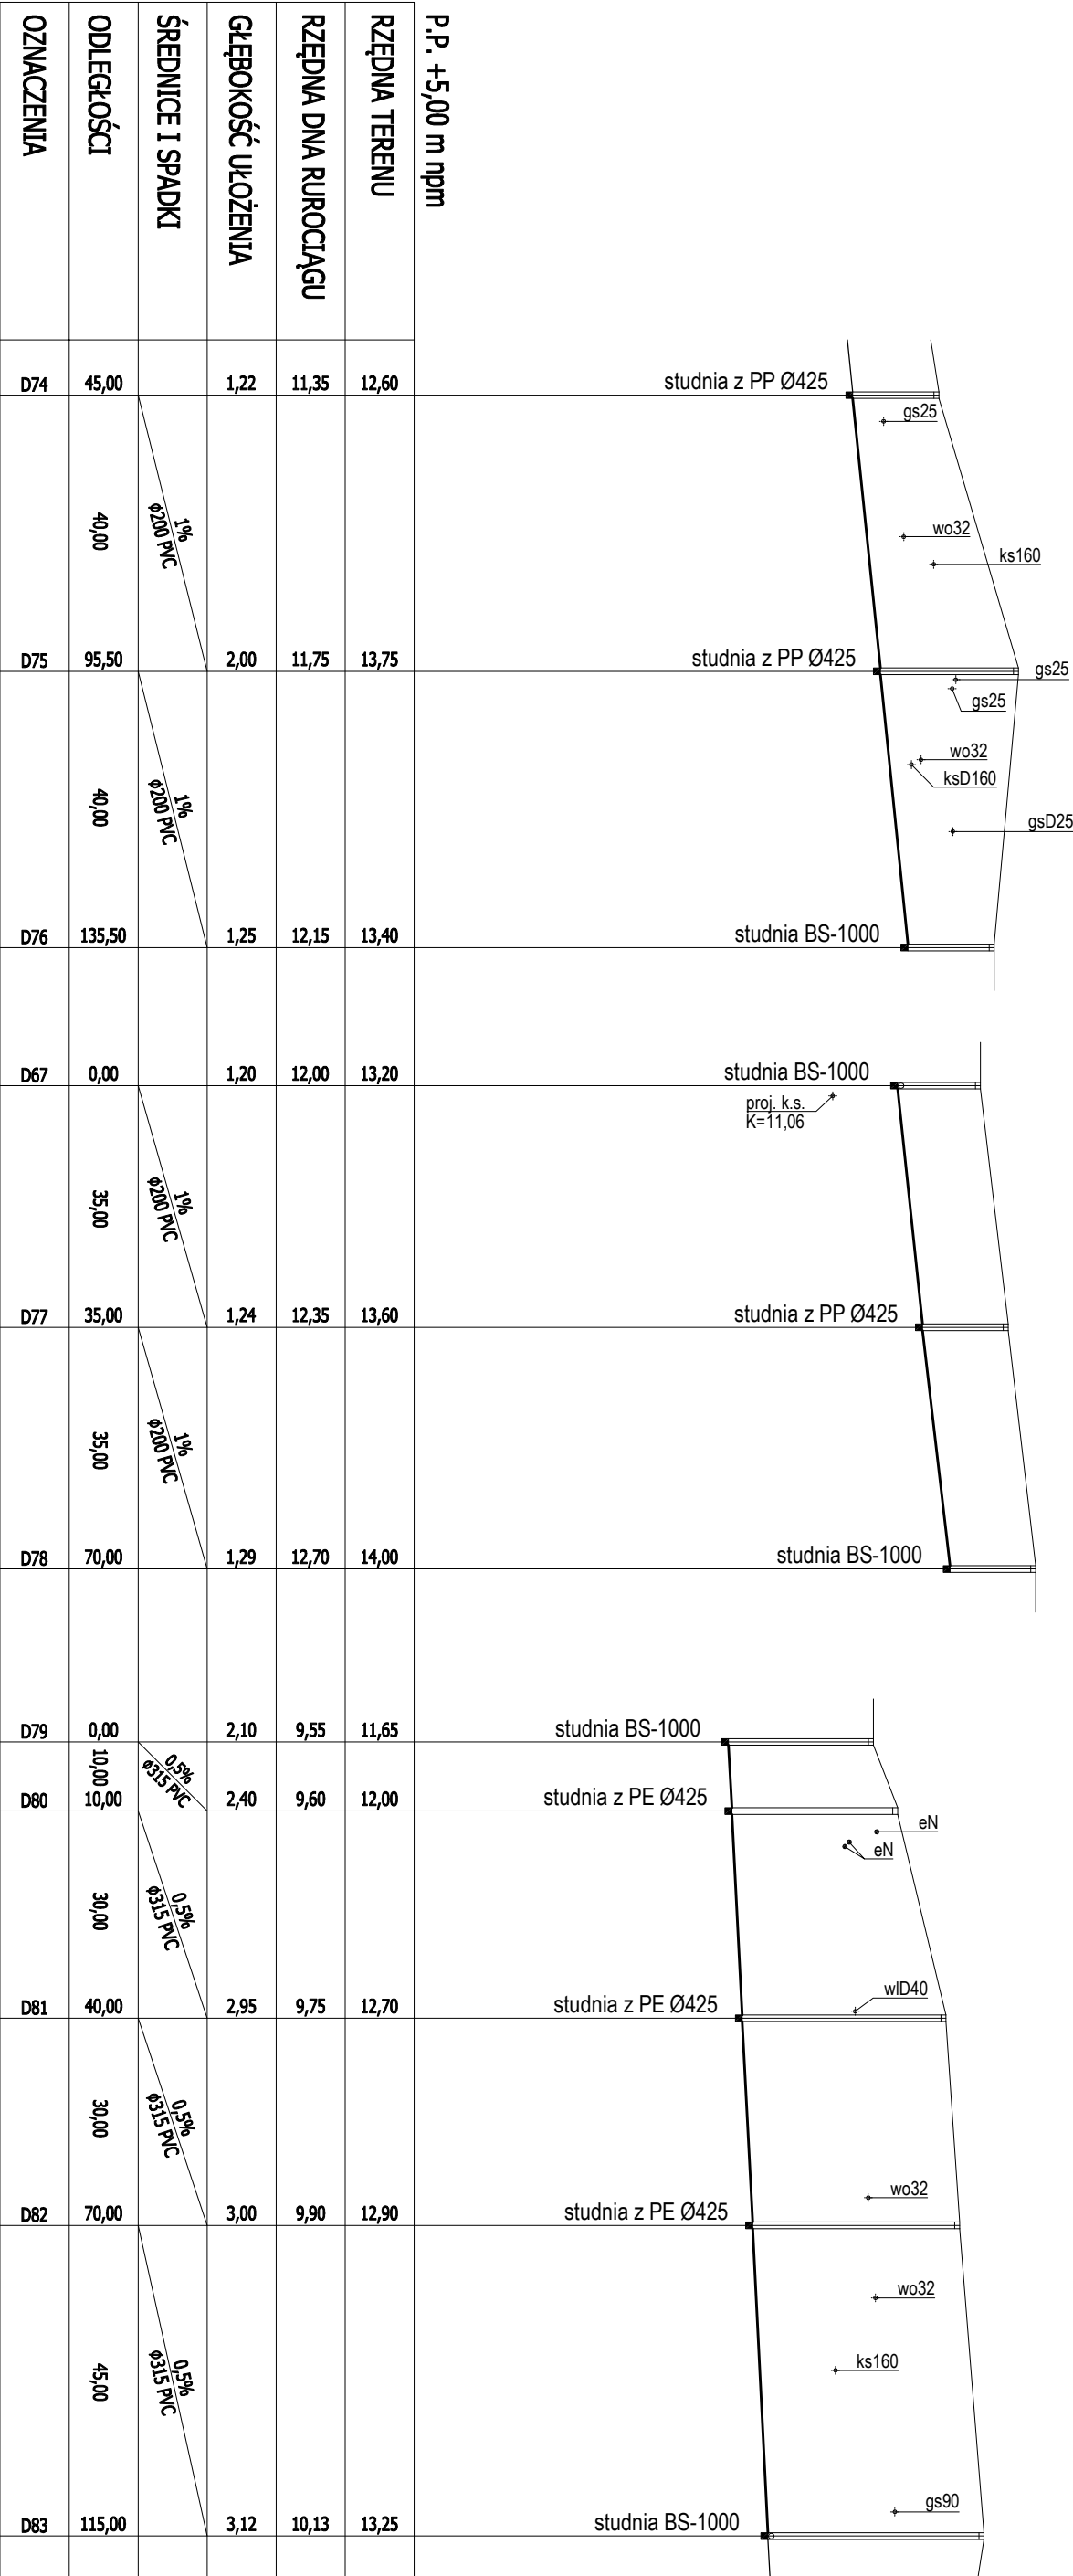 P.P. +5,00 m npm
RZĘDNA TERENU
RZĘDNA DNA RUROCIĄGU
GŁĘBOKOŚĆ UŁOŻENIA
ŚREDNICE I SPADKI
ODLEGŁOŚCI
OZNACZENIA
D74 45,00 1,22 11,35 12,60 studnia z PP Ø425
gs25
wo32
ks160
40,00 1% ø200 PVC
D75 95,50 2,00 11,75 13,75 studnia z PP Ø425
gs25
gs25
wo32
ksD160
gsD25
40,00 1% ø200 PVC
D76 135,50 1,25 12,15 13,40 studnia BS-1000
D67 0,00 1,20 12,00 13,20 studnia BS-1000
proj. k.s.
K=11,06
35,00 1% ø200 PVC
D77 35,00 1,24 12,35 13,60 studnia z PP Ø425
35,00 1% ø200 PVC
D78 70,00 1,29 12,70 14,00 studnia BS-1000
D79 0,00 2,10 9,55 11,65 studnia BS-1000
10,00 0,5% ø315 PVC
D80 10,00 2,40 9,60 12,00 studnia z PE Ø425
eN
eN
30,00 0,5% ø315 PVC
wlD40
D81 40,00 2,95 9,75 12,70 studnia z PE Ø425
30,00 0,5% ø315 PVC
wo32
D82 70,00 3,00 9,90 12,90 studnia z PE Ø425
wo32
ks160
45,00 0,5% ø315 PVC
gs90
D83 115,00 3,12 10,13 13,25 studnia BS-1000